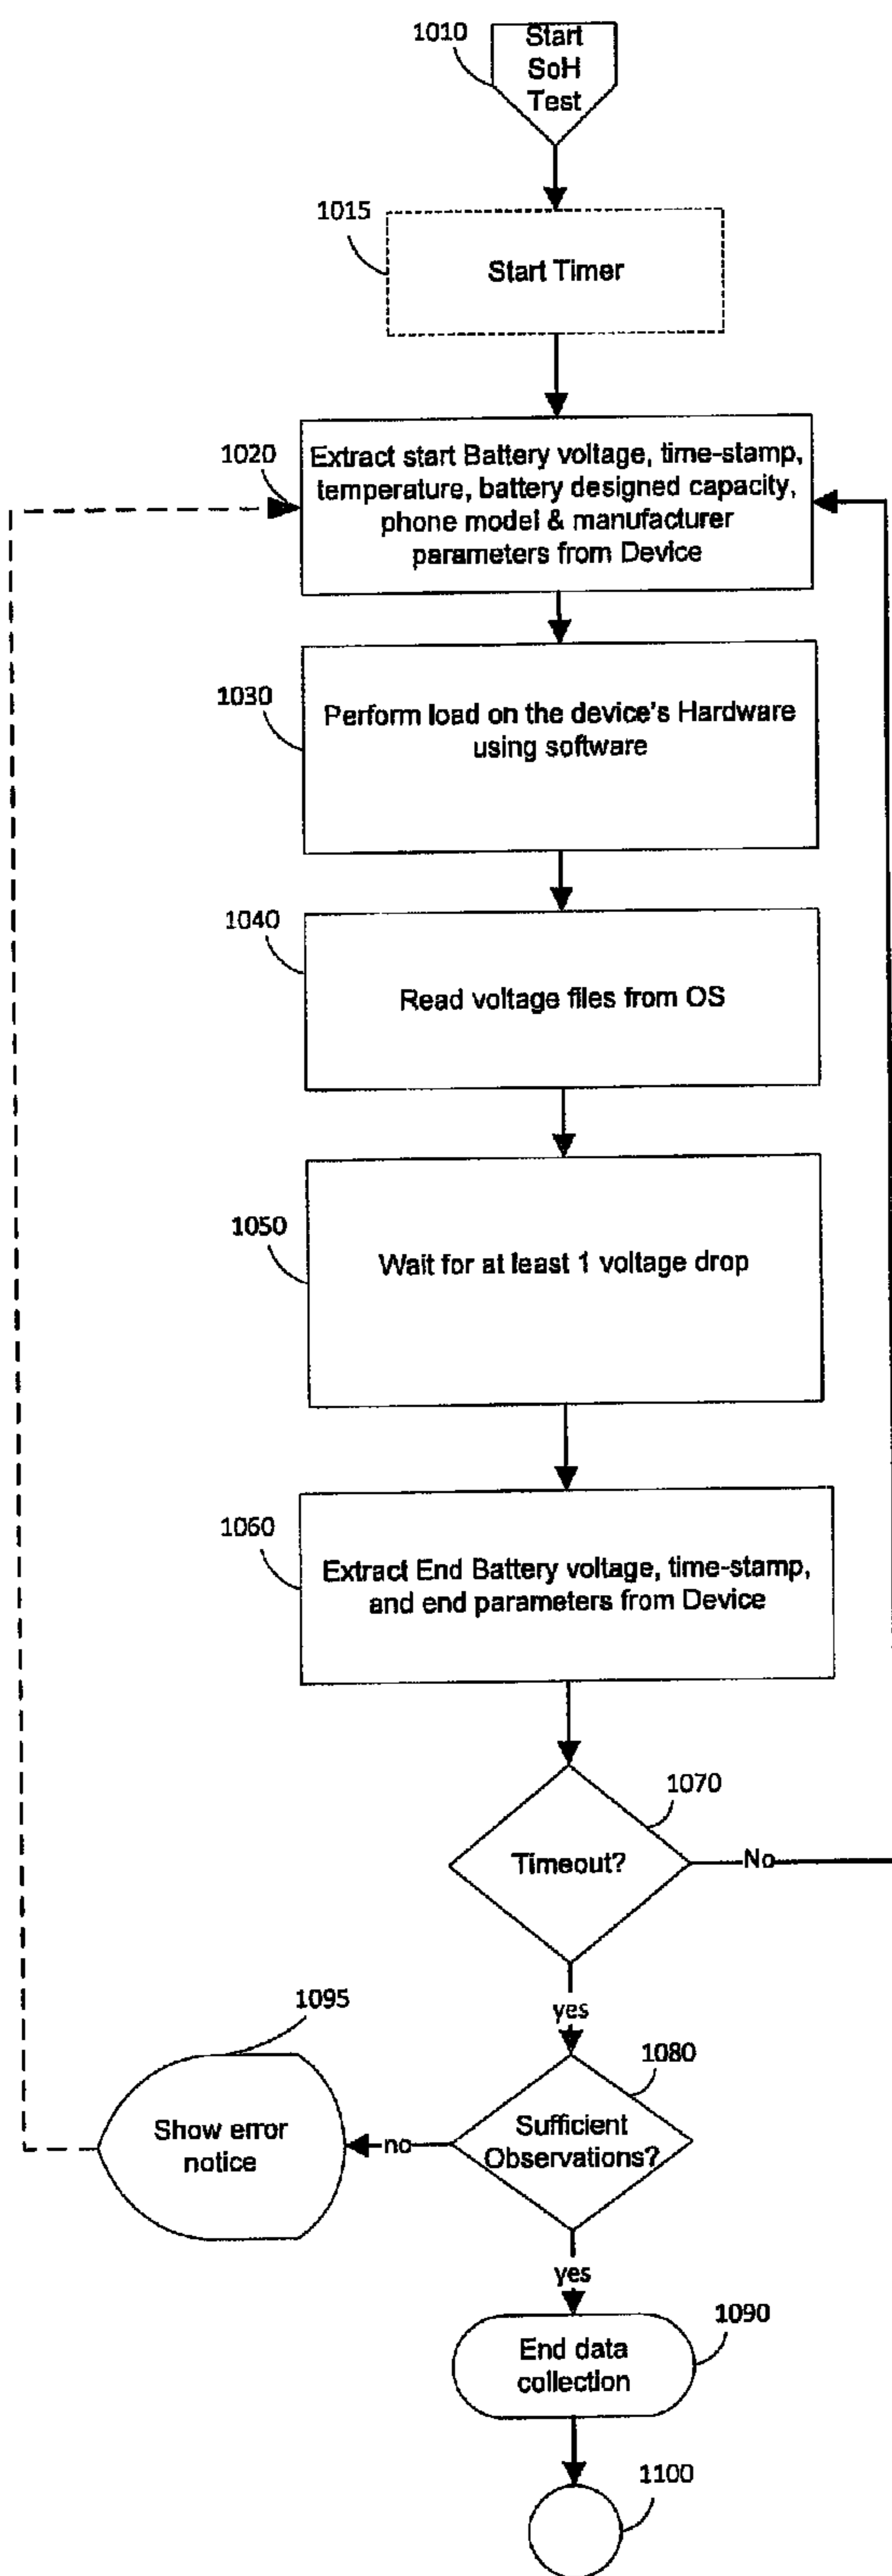 1010
Start
SoH
Test
1015
Start Timer
1020
Extract start Battery voltage, time-stamp,
temperature, battery designed capacity,
phone model & manufacturer
parameters from Device
1030
Perform load on the device's Hardware
using software
1040
Read voltage files from OS
1050
Wait for at least 1 voltage drop
1060
Extract End Battery voltage, time-stamp,
and end parameters from Device
1070
Timeout?
No
yes
1095
1080
Show error
notice
no
Sufficient
Observations?
yes
1090
End data
collection
1100